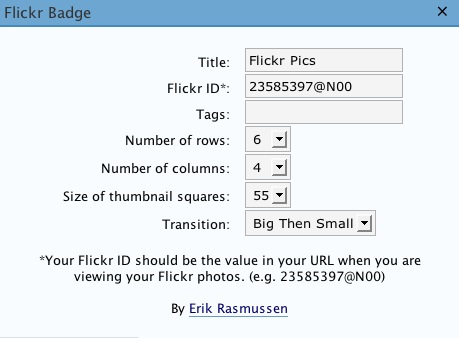 Flickr Badge ×
Title: Flickr Pics
Flickr ID*: 23585397@N00
Tags:
Number of rows: 6
Number of columns: 4
Size of thumbnail squares: 55
Transition: Big Then Small
*Your Flickr ID should be the value in your URL when you are
viewing your Flickr photos. (e.g. 23585397@N00)
By Erik Rasmussen